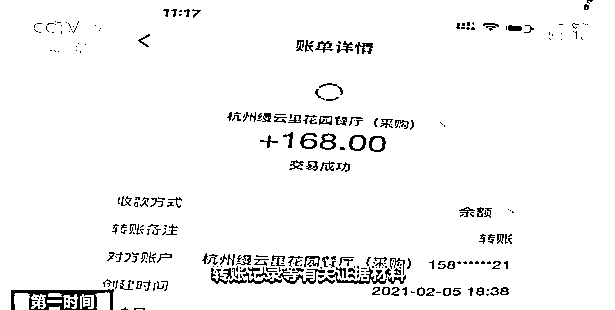 11:17
CCTV
账单详情
杭州缦云里花园餐厅（采购）
+168.00
交易成功
收款方式 余额
转账备注 转账
对方账户 杭州缦云里花园餐厅（采购） 158******21
转账记录等有关证据材料
创建时间 2021-02-05 18:38
第一时间